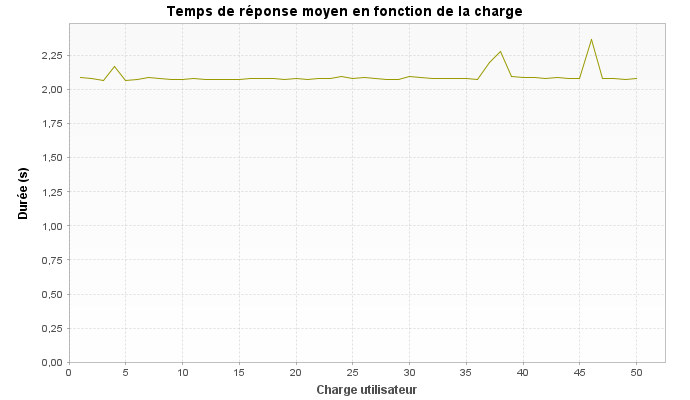 Temps de réponse moyen en fonction de la charge
Durée (s)
2,25
2,00
1,75
1,50
1,25
1,00
0,75
0,50
0,25
0,00
0 5 10 15 20 25 30 35 40 45 50
Charge utilisateur